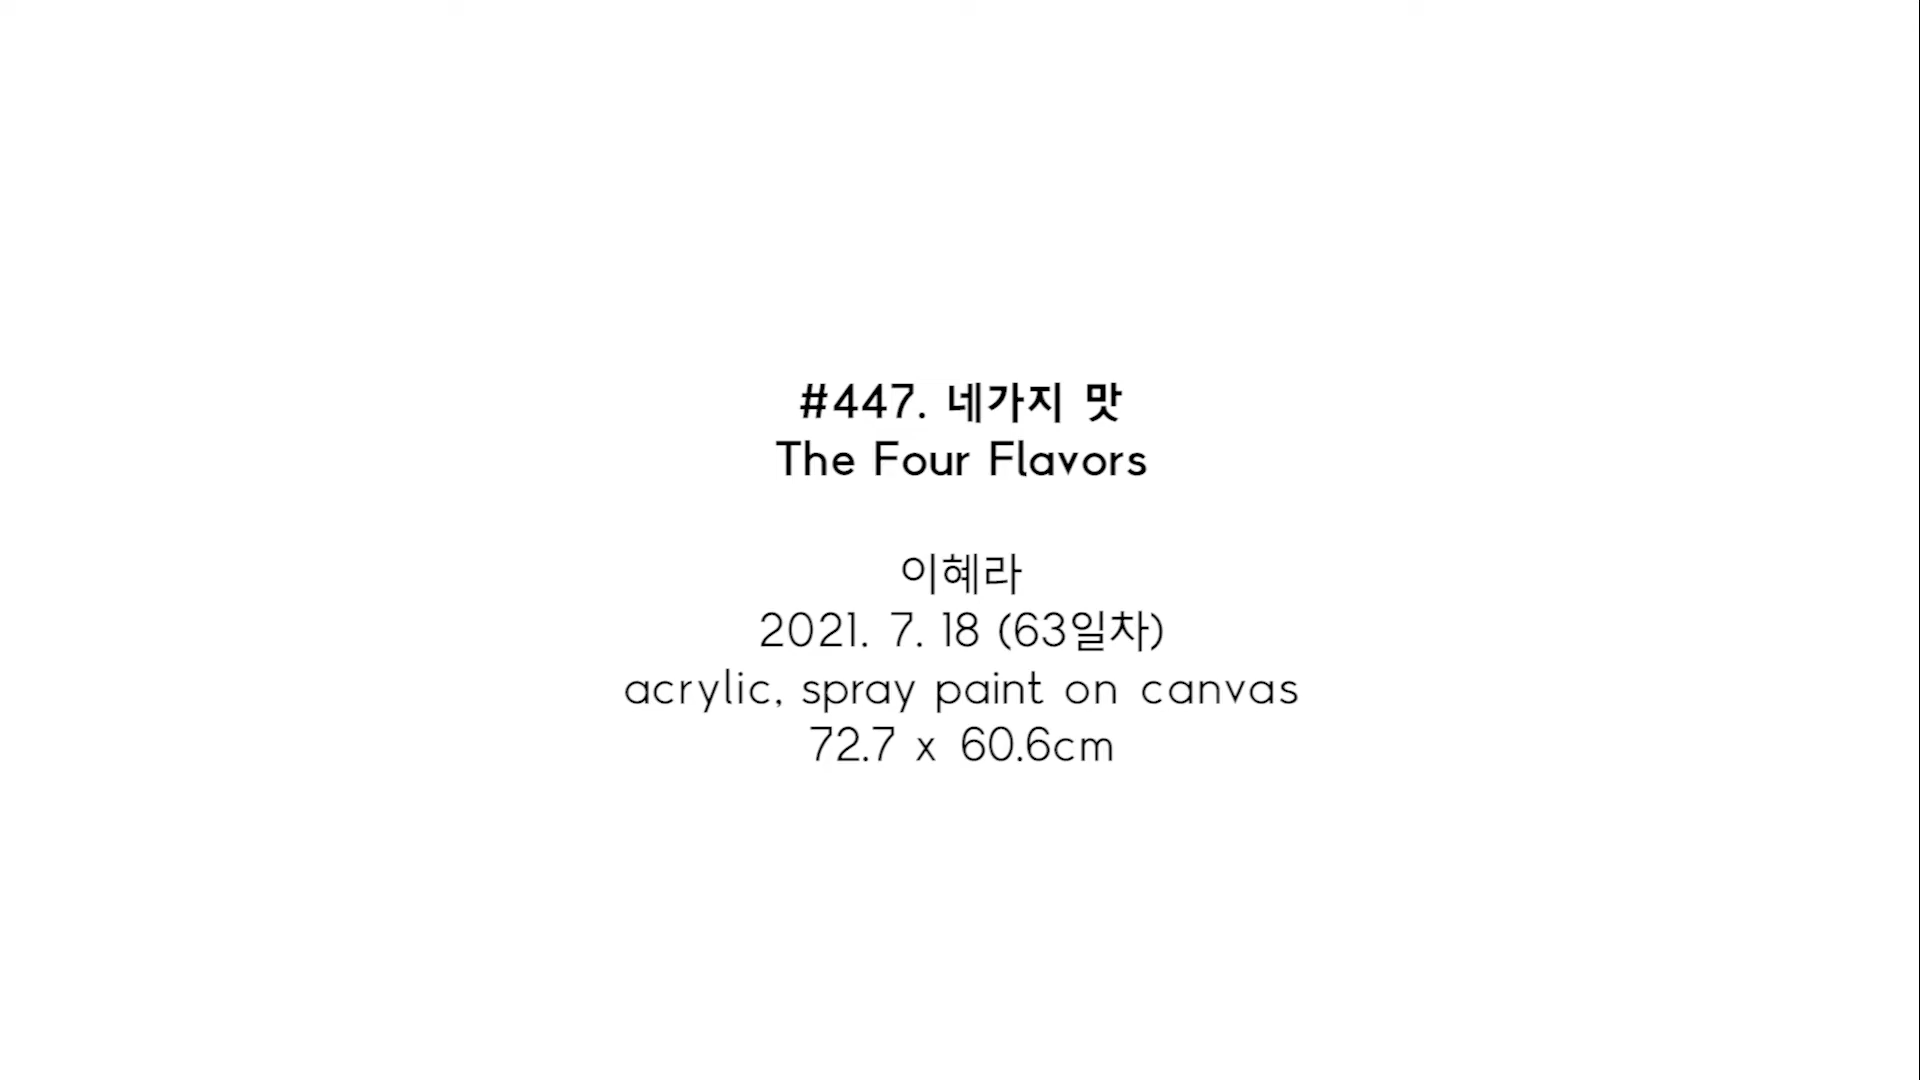 #447. 네가지 맛
The Four Flavors
이혜라
2021. 7. 18 (63일차)
acrylic, spray paint on canvas
72.7 x 60.6cm